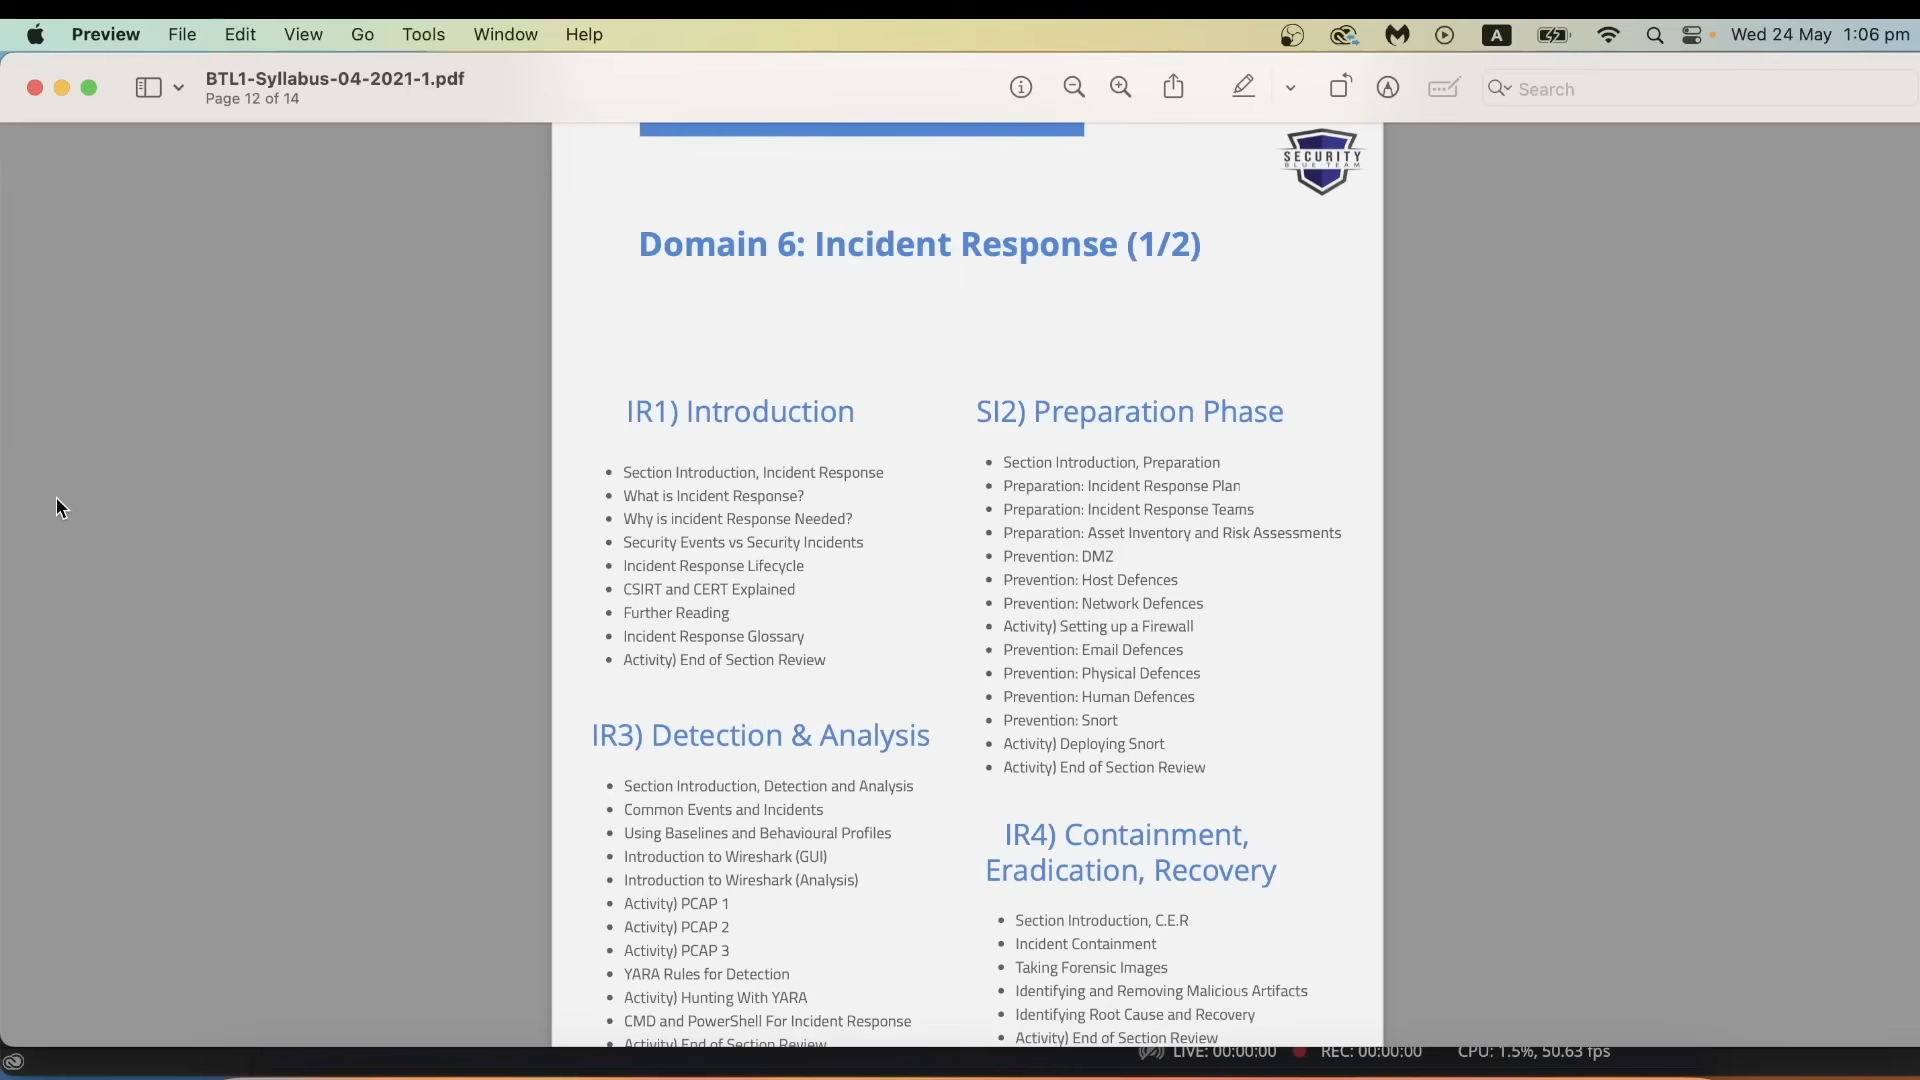 Preview File Edit View Go Tools Window Help
A Wed 24 May 1:06 pm
BTL1-Syllabus-04-2021-1.pdf
Page 12 of 14
Search
SECURITY
BLUE TEAM
Domain 6: Incident Response (1/2)
IR1) Introduction
• Section Introduction, Incident Response
• What is Incident Response?
• Why is incident Response Needed?
• Security Events vs Security Incidents
• Incident Response Lifecycle
• CSIRT and CERT Explained
• Further Reading
• Incident Response Glossary
• Activity) End of Section Review
SI2) Preparation Phase
• Section Introduction, Preparation
• Preparation: Incident Response Plan
• Preparation: Incident Response Teams
• Preparation: Asset Inventory and Risk Assessments
• Prevention: DMZ
• Prevention: Host Defences
• Prevention: Network Defences
• Activity) Setting up a Firewall
• Prevention: Email Defences
• Prevention: Physical Defences
• Prevention: Human Defences
• Prevention: Snort
• Activity) Deploying Snort
• Activity) End of Section Review
IR3) Detection & Analysis
• Section Introduction, Detection and Analysis
• Common Events and Incidents
• Using Baselines and Behavioural Profiles
• Introduction to Wireshark (GUI)
• Introduction to Wireshark (Analysis)
• Activity) PCAP 1
• Activity) PCAP 2
• Activity) PCAP 3
• YARA Rules for Detection
• Activity) Hunting With YARA
• CMD and PowerShell For Incident Response
• Activity) End of Section Review
IR4) Containment,
Eradication, Recovery
• Section Introduction, C.E.R
• Incident Containment
• Taking Forensic Images
• Identifying and Removing Malicious Artifacts
• Identifying Root Cause and Recovery
• Activity) End of Section Review
LIVE: 00:00:00 REC: 00:00:00 CPU: 1.5%, 50.63 fps